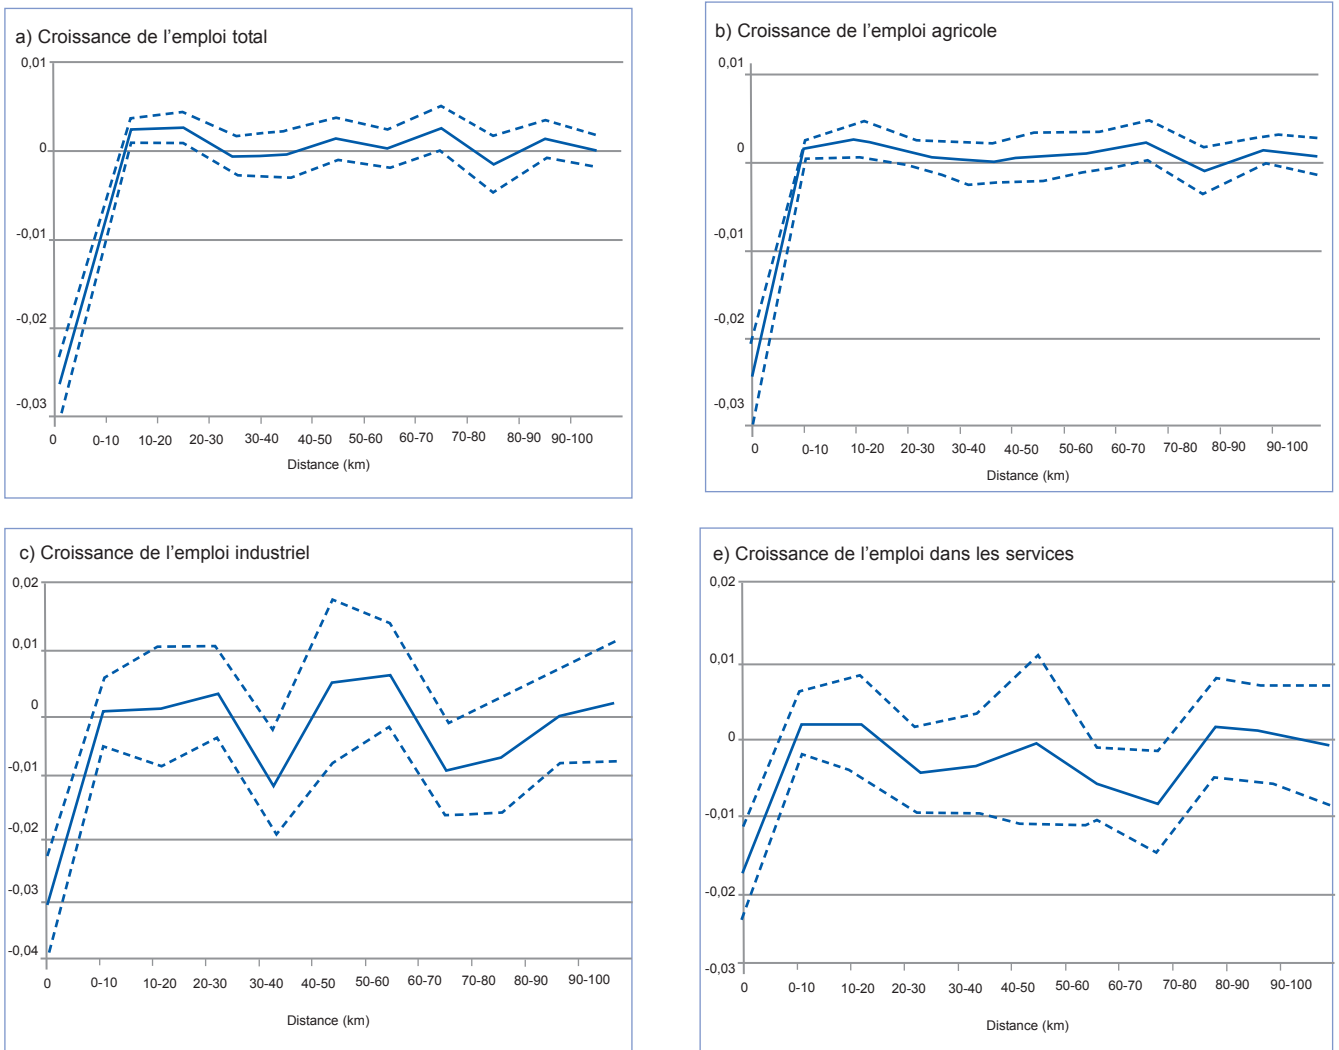 a) Croissance de l'emploi total
0,01
0
-0,01
-0,02
-0,03
0 0-10 10-20 20-30 30-40 40-50 50-60 60-70 70-80 80-90 90-100
Distance (km)
b) Croissance de l'emploi agricole
0,01
0
-0,01
-0,02
-0,03
0 0-10 10-20 20-30 30-40 40-50 50-60 60-70 70-80 80-90 90-100
Distance (km)
c) Croissance de l'emploi industriel
0,02
0,01
0
-0,01
-0,02
-0,03
-0,04
0 0-10 10-20 20-30 30-40 40-50 50-60 60-70 70-80 80-90 90-100
Distance (km)
e) Croissance de l'emploi dans les services
0,02
0,01
0
-0,01
-0,02
-0,03
0 0-10 10-20 20-30 30-40 40-50 50-60 60-70 70-80 80-90 90-100
Distance (km)